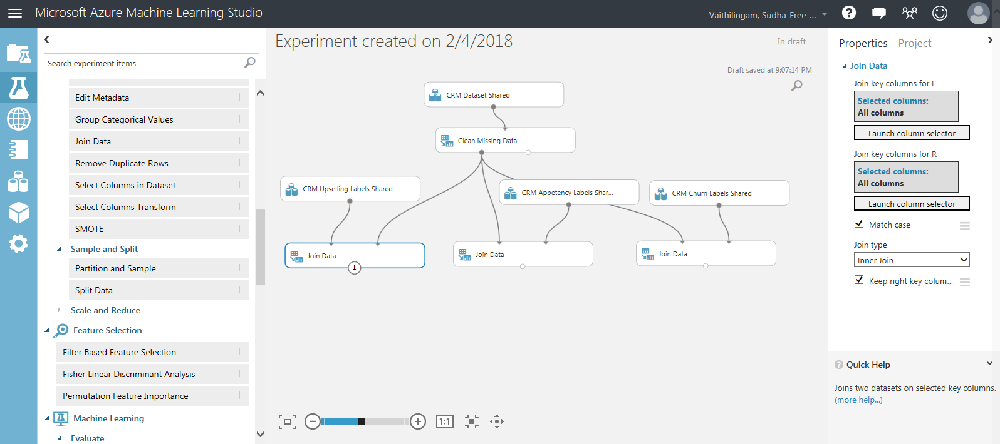 Microsoft Azure Machine Learning Studio
Vaithilingam, Sudha-Free-...
?
Search experiment items
Edit Metadata
Group Categorical Values
Join Data
Remove Duplicate Rows
Select Columns in Dataset
Select Columns Transform
SMOTE
Sample and Split
Partition and Sample
Split Data
Scale and Reduce
Feature Selection
Filter Based Feature Selection
Fisher Linear Discriminant Analysis
Permutation Feature Importance
Machine Learning
Evaluate
Experiment created on 2/4/2018
In draft
Draft saved at 9:07:14 PM
CRM Dataset Shared
Clean Missing Data
CRM Upselling Labels Shared
CRM Appetency Labels Shar...
CRM Churn Labels Shared
Join Data
1
Join Data
Join Data
1:1
Properties Project
Join Data
Join key columns for L
Selected columns:
All columns
Launch column selector
Join key columns for R
Selected columns:
All columns
Launch column selector
Match case
Join type
Inner Join
Keep right key colum...
? Quick Help
Joins two datasets on selected key columns.
(more help...)